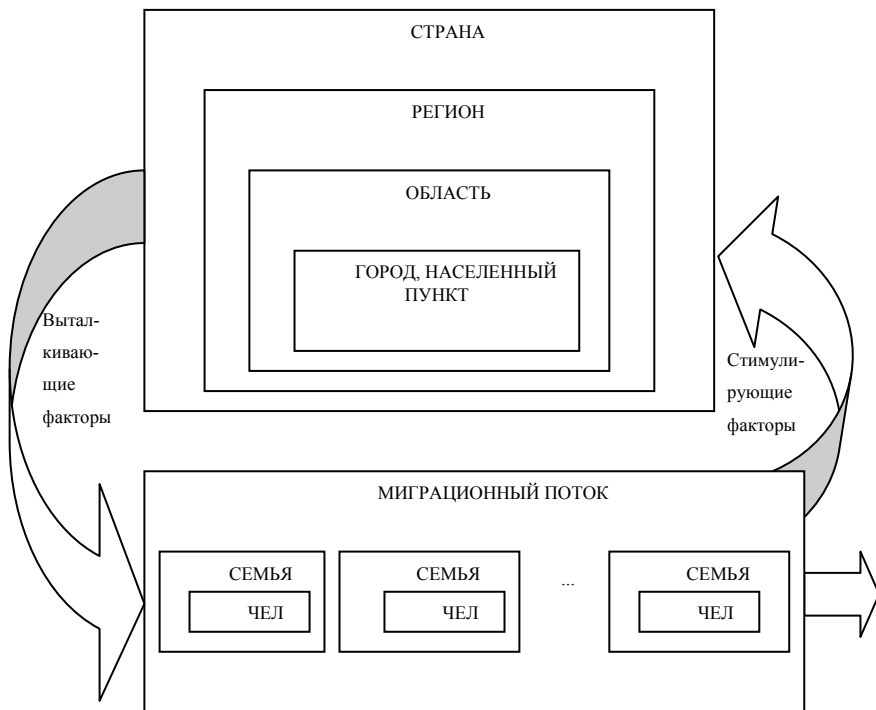 СТРАНА
РЕГИОН
ОБЛАСТЬ
ГОРОД, НАСЕЛЕННЫЙ
ПУНКТ
Вытал-
киваю-
щие
факторы
Стимули-
рующие
факторы
МИГРАЦИОННЫЙ ПОТОК
СЕМЬЯ
ЧЕЛ
СЕМЬЯ
ЧЕЛ
...
СЕМЬЯ
ЧЕЛ